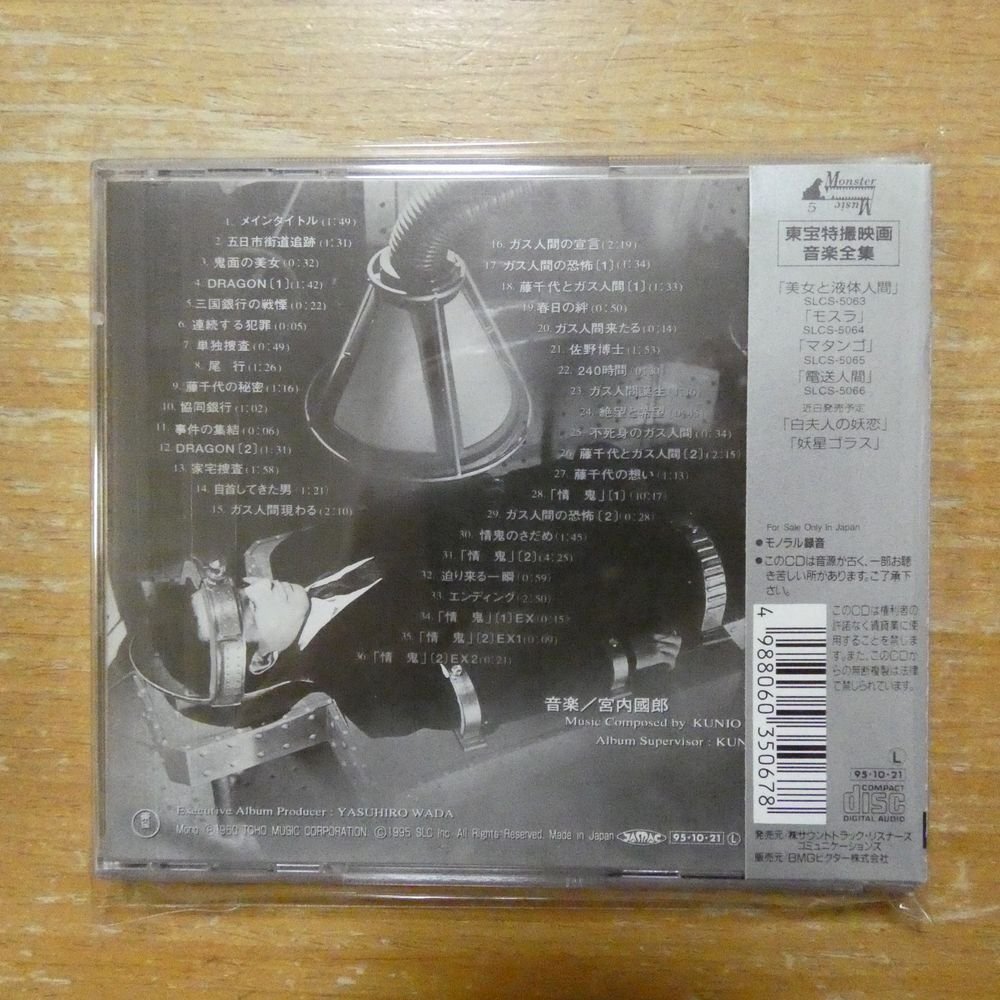 1. メインタイトル(1:49)
2. 五日市街道追跡(1:31)
3. 鬼面の美女(0:32)
4. DRAGON[1](1:42)
5. 三国銀行の戦慄(0:22)
6. 連続する犯罪(0:05)
7. 単独捜査(0:49)
8. 尾 行(1:26)
9. 藤千代の秘密(1:16)
10. 協同銀行(1:02)
11. 事件の集結(0:06)
12. DRAGON[2](1:31)
13. 家宅捜査(1:58)
14. 自首してきた男(1:21)
15. ガス人間現わる(2:10)
16. ガス人間の宣言(2:19)
17. ガス人間の恐怖[1](1:34)
18. 藤千代とガス人間[1](1:33)
19. 春日の絆(0:50)
20. ガス人間来たる(0:14)
21. 佐野博士(1:53)
22. 240時間(0:30)
23. ガス人間誕生(1:36)
24. 絶望と希望(0:45)
25. 不死身のガス人間(0:34)
26. 藤千代とガス人間[2](2:15)
27. 藤千代の想い(1:13)
28. 「情 鬼」[1](10:17)
29. ガス人間の恐怖[2](0:28)
30. 情鬼のさだめ(1:45)
31. 「情 鬼」[2](4:25)
32. 迫り来る一瞬(0:59)
33. エンディング(2:50)
34. 「情 鬼」[1]EX(0:15)
35. 「情 鬼」[2]EX1(0:09)
36. 「情 鬼」[2]EX2(0:21)
音楽/宮内國郎
Music Composed by KUNIO
Album Supervisor : KUN
Executive Album Producer : YASUHIRO WADA
Mono. Ⓟ1960 TOHO MUSIC CORPORATION. Ⓒ1995 SLC Inc. All Rights Reserved. Made in Japan JASRAC 95·10·21 L
Monster
Music
5
東宝特撮映画
音楽全集
「美女と液体人間」
SLCS-5063
「モスラ」
SLCS-5064
「マタンゴ」
SLCS-5065
「電送人間」
SLCS-5066
近日発売予定
「白夫人の妖恋」
「妖星ゴラス」
For Sale Only In Japan
●モノラル録音
●このCDは音源が古く、一部お聴
き苦しい所があります。ご了承下
さい。
このCDは権利者の
許諾なく賃貸業に使
用することを禁じま
す。また、このCDか
らの無断複製は法律
で禁じられています。
4 988060 350678
L
95·10·21
COMPACT
disc
DIGITAL AUDIO
発売元/㈱サウンドトラック・リスナーズ
コミュニケーションズ
販売元/BMGビクター株式会社